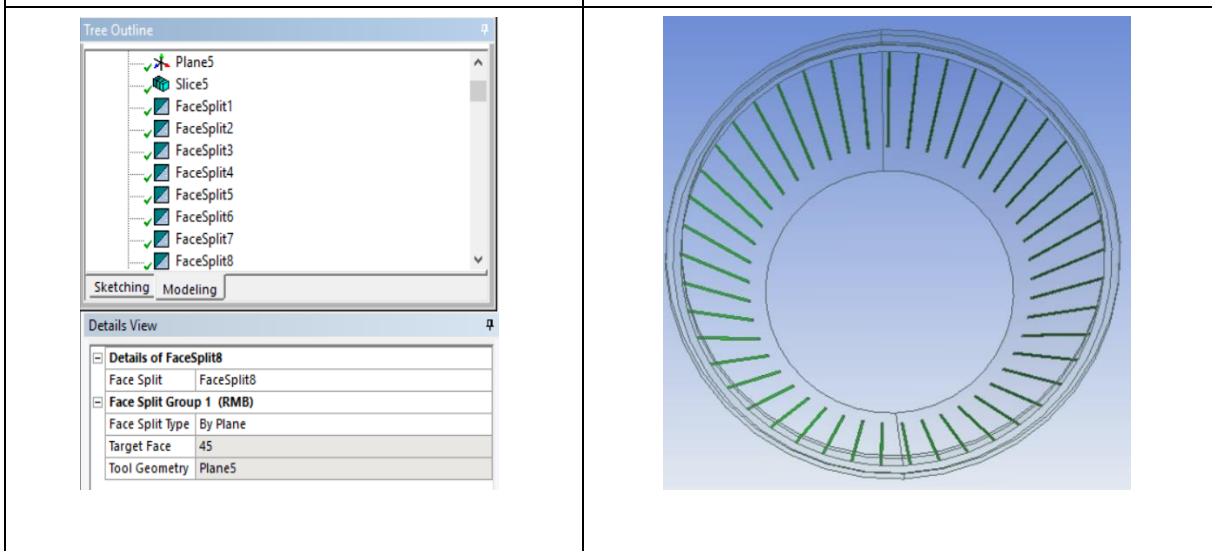 Tree Outline
Plane5
Slice5
FaceSplit1
FaceSplit2
FaceSplit3
FaceSplit4
FaceSplit5
FaceSplit6
FaceSplit7
FaceSplit8
Sketching Modeling
Details View
Details of FaceSplit8
Face Split FaceSplit8
Face Split Group 1 (RMB)
Face Split Type By Plane
Target Face 45
Tool Geometry Plane5